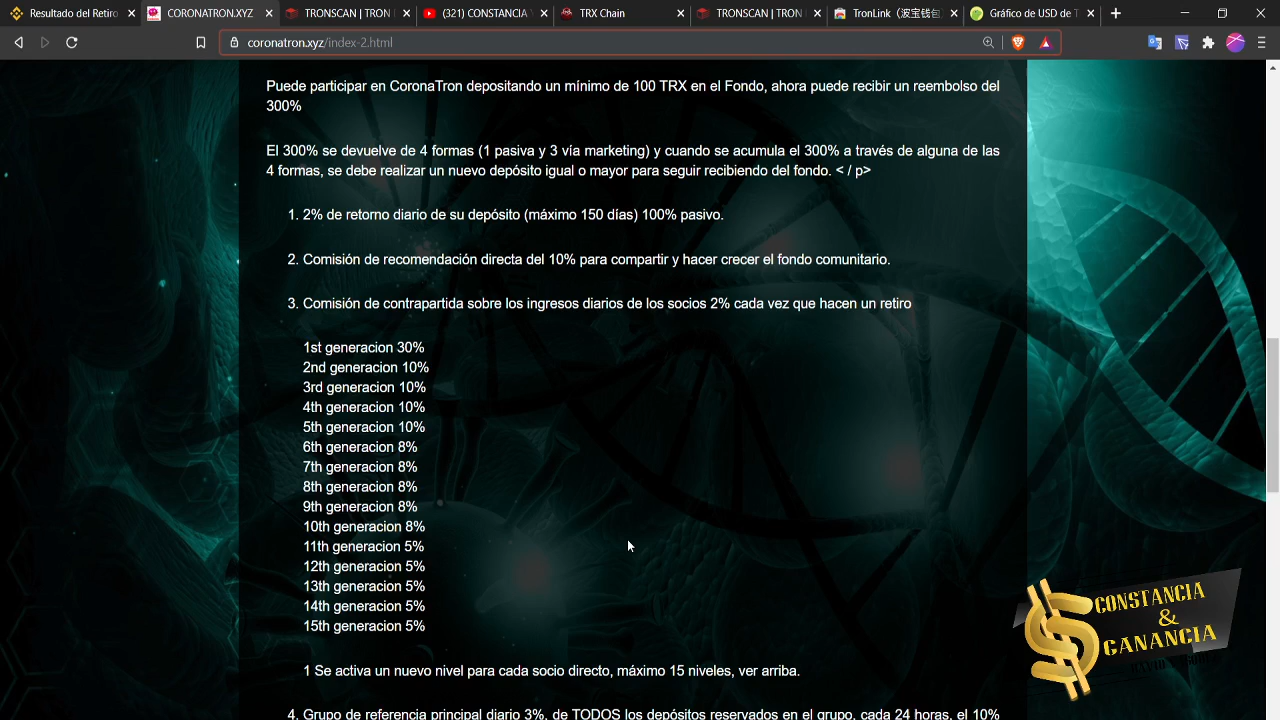 Resultado del Retiro
CORONATRON.XYZ
TRONSCAN | TRON
(321) CONSTANCIA
TRX Chain
TRONSCAN | TRON
TronLink（波宝钱包
Gráfico de USD de T
coronatron.xyz/index-2.html
Puede participar en CoronaTron depositando un mínimo de 100 TRX en el Fondo, ahora puede recibir un reembolso del
300%
El 300% se devuelve de 4 formas (1 pasiva y 3 vía marketing) y cuando se acumula el 300% a través de alguna de las
4 formas, se debe realizar un nuevo depósito igual o mayor para seguir recibiendo del fondo. < / p>
1. 2% de retorno diario de su depósito (máximo 150 días) 100% pasivo.
2. Comisión de recomendación directa del 10% para compartir y hacer crecer el fondo comunitario.
3. Comisión de contrapartida sobre los ingresos diarios de los socios 2% cada vez que hacen un retiro
1st generacion 30%
2nd generacion 10%
3rd generacion 10%
4th generacion 10%
5th generacion 10%
6th generacion 8%
7th generacion 8%
8th generacion 8%
9th generacion 8%
10th generacion 8%
11th generacion 5%
12th generacion 5%
13th generacion 5%
14th generacion 5%
15th generacion 5%
1 Se activa un nuevo nivel para cada socio directo, máximo 15 niveles, ver arriba.
4. Grupo de referencia principal diario 3%, de TODOS los depósitos reservados en el grupo, cada 24 horas, el 10%
CONSTANCIA
&
GANANCIA